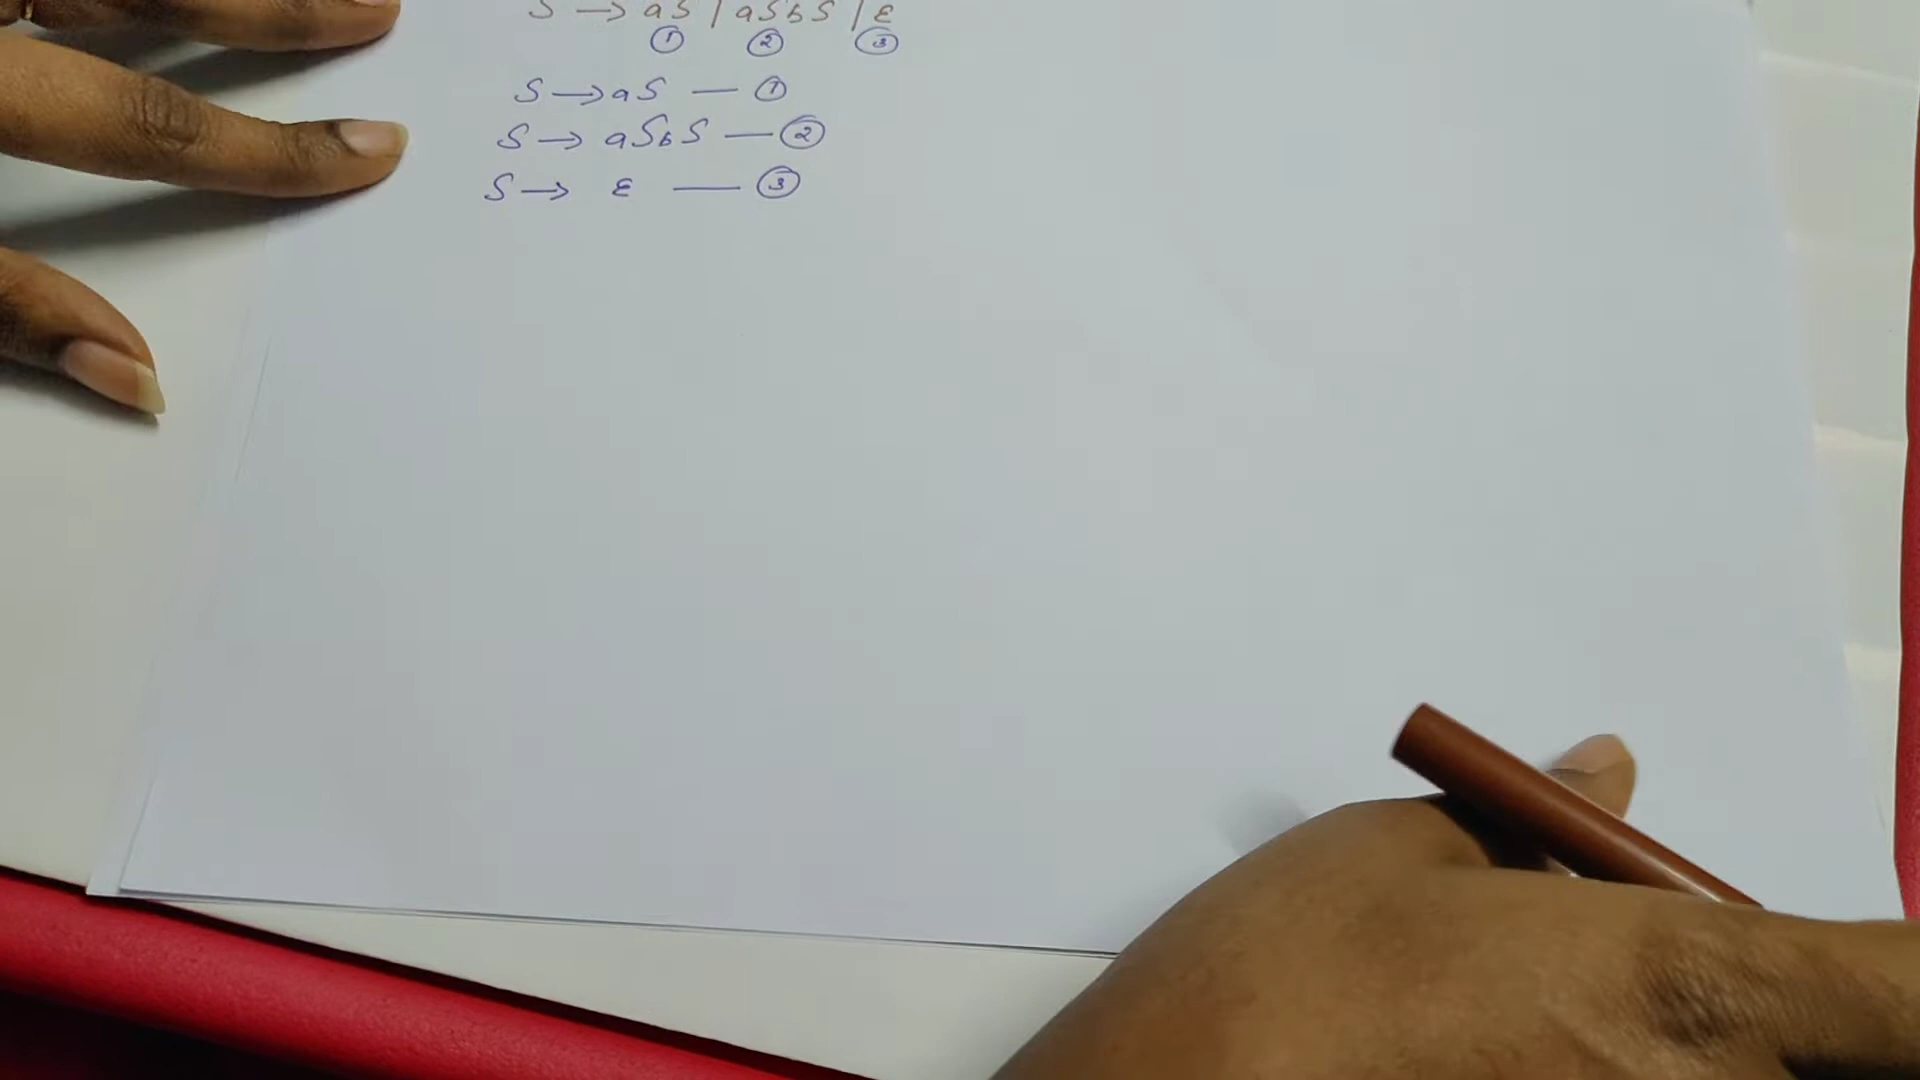 S → aS | aSbS | ε
① ② ③
S → aS — ①
S → aSbS — ②
S → ε — ③